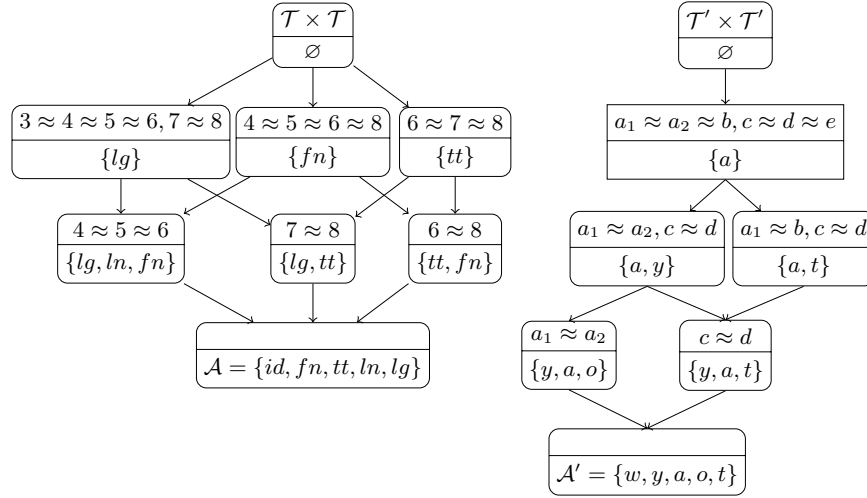 𝒯 × 𝒯
∅
3 ≈ 4 ≈ 5 ≈ 6, 7 ≈ 8
{lg}
4 ≈ 5 ≈ 6 ≈ 8
{fn}
6 ≈ 7 ≈ 8
{tt}
4 ≈ 5 ≈ 6
{lg, ln, fn}
7 ≈ 8
{lg, tt}
6 ≈ 8
{tt, fn}
𝒜 = {id, fn, tt, ln, lg}
𝒯′ × 𝒯′
∅
a₁ ≈ a₂ ≈ b, c ≈ d ≈ e
{a}
a₁ ≈ a₂, c ≈ d
{a, y}
a₁ ≈ b, c ≈ d
{a, t}
a₁ ≈ a₂
{y, a, o}
c ≈ d
{y, a, t}
𝒜′ = {w, y, a, o, t}